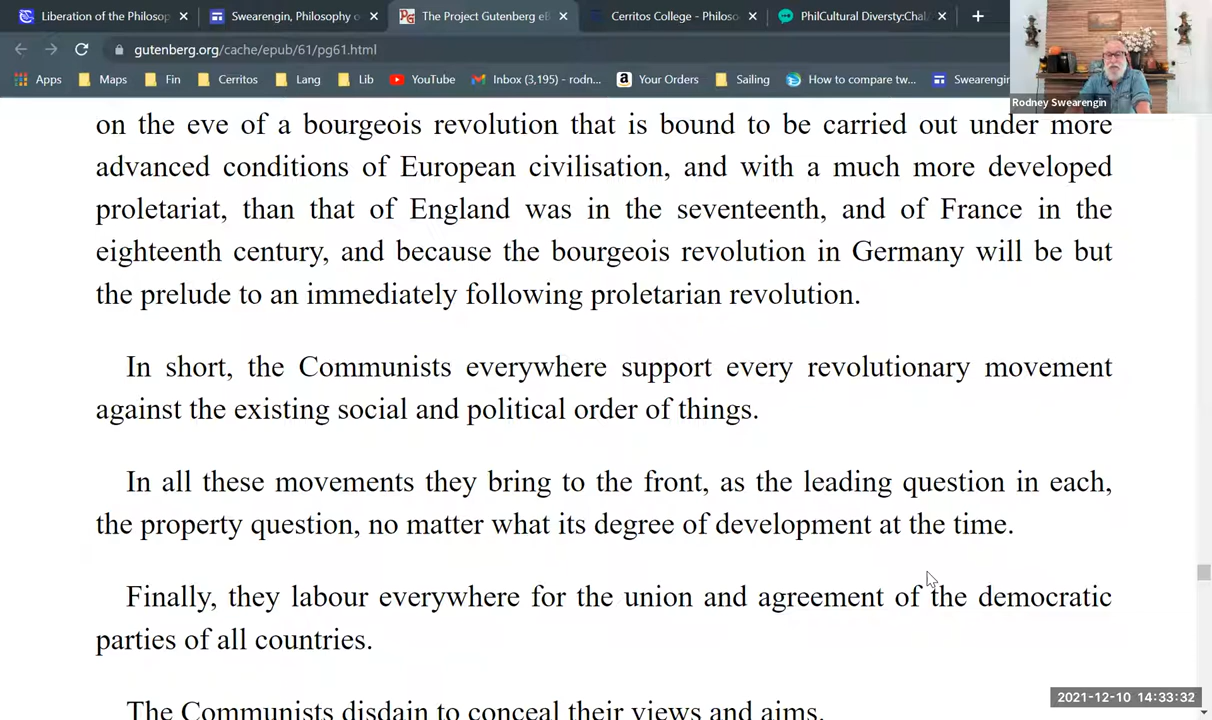 Liberation of the Philosop
Swearengin, Philosophy o
The Project Gutenberg eB
Cerritos College - Philoso
PhilCultural Diversty:Chal
gutenberg.org/cache/epub/61/pg61.html
Apps
Maps
Fin
Cerritos
Lang
Lib
YouTube
Inbox (3,195) - rodn...
Your Orders
Sailing
How to compare tw...
Swearengin
Rodney Swearengin
on the eve of a bourgeois revolution that is bound to be carried out under more
advanced conditions of European civilisation, and with a much more developed
proletariat, than that of England was in the seventeenth, and of France in the
eighteenth century, and because the bourgeois revolution in Germany will be but
the prelude to an immediately following proletarian revolution.
In short, the Communists everywhere support every revolutionary movement
against the existing social and political order of things.
In all these movements they bring to the front, as the leading question in each,
the property question, no matter what its degree of development at the time.
Finally, they labour everywhere for the union and agreement of the democratic
parties of all countries.
The Communists disdain to conceal their views and aims.
2021-12-10 14:33:32